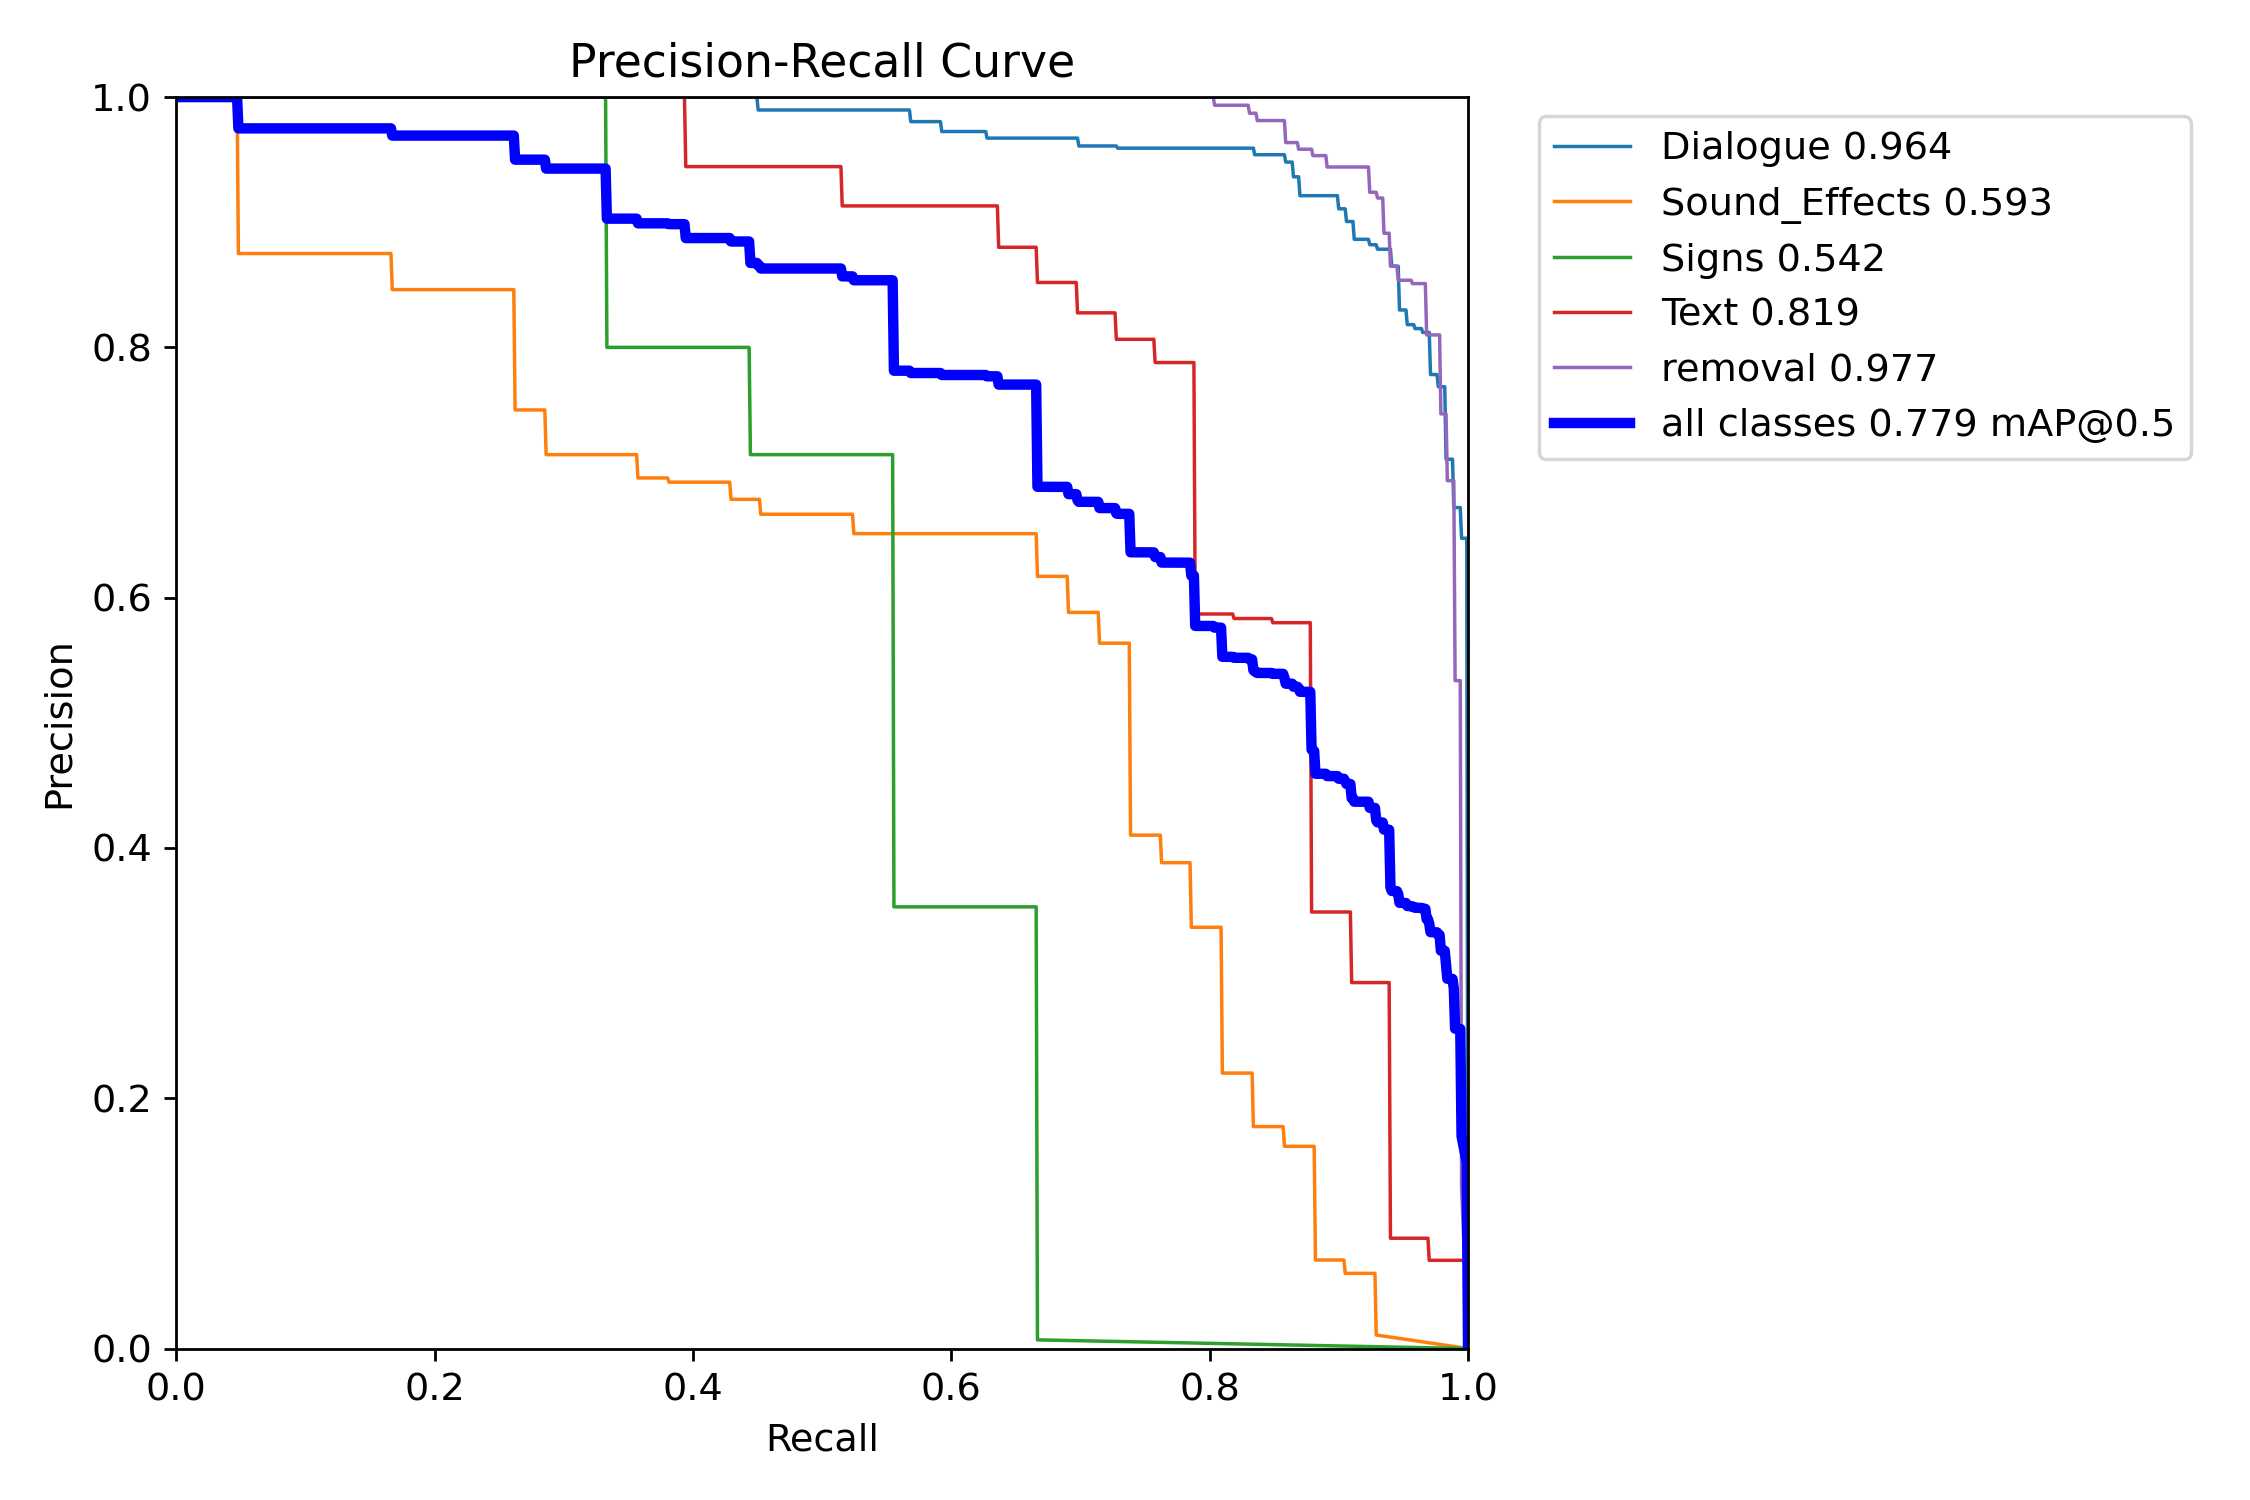 Precision-Recall Curve
1.0
0.8
0.6
0.4
0.2
0.0
Precision
0.0 0.2 0.4 0.6 0.8 1.0
Recall
Dialogue 0.964
Sound_Effects 0.593
Signs 0.542
Text 0.819
removal 0.977
all classes 0.779 mAP@0.5